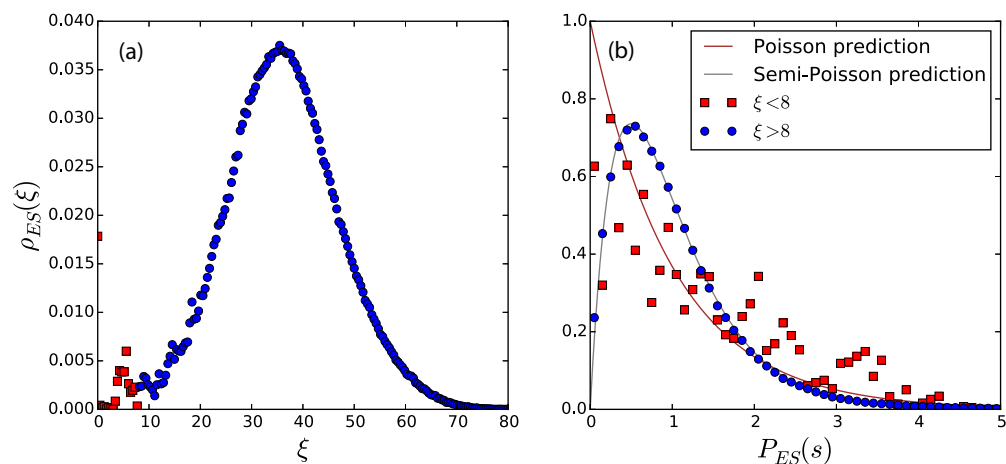 (a)
0.040
0.035
0.030
0.025
0.020
0.015
0.010
0.005
0.000
ρ_ES(ξ)
0 10 20 30 40 50 60 70 80
ξ
(b)
1.0
0.8
0.6
0.4
0.2
0.0
Poisson prediction
Semi-Poisson prediction
ξ<8
ξ>8
0 1 2 3 4 5
P_ES(s)